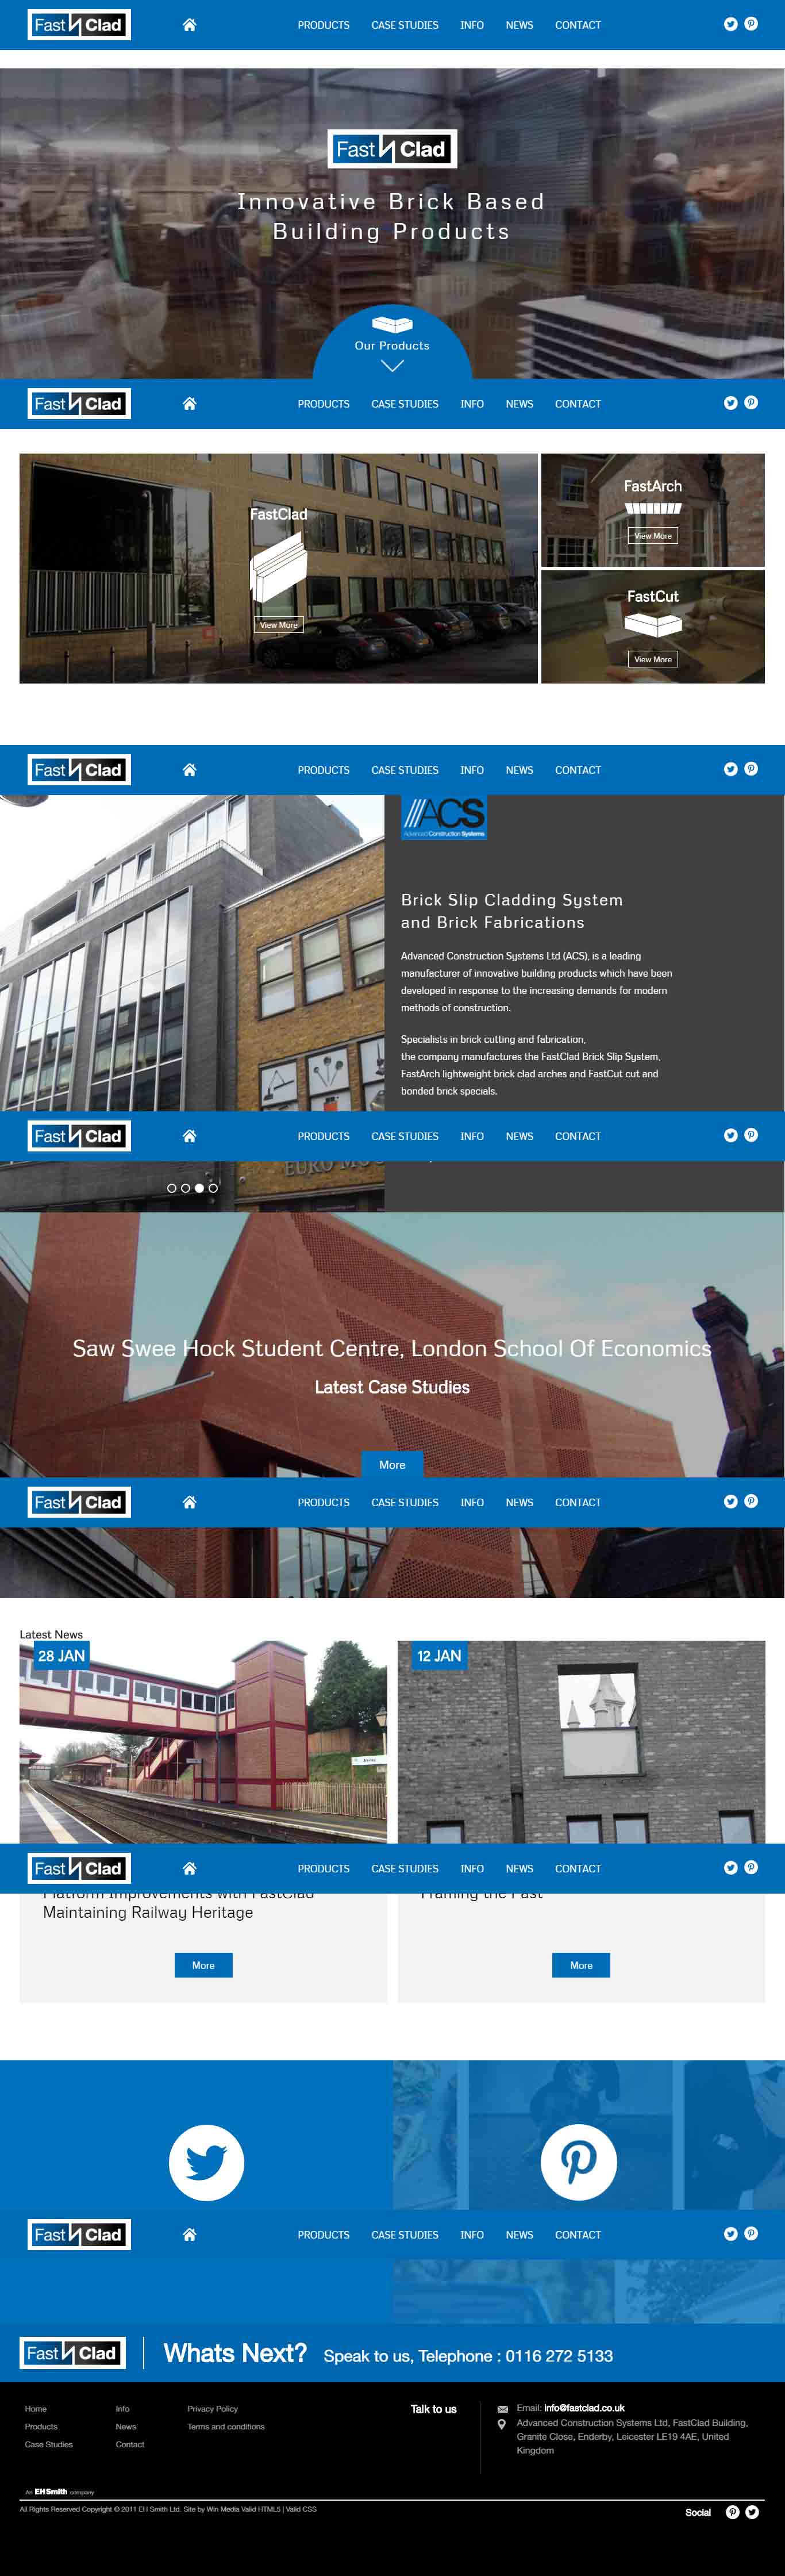 Fast Clad
PRODUCTS CASE STUDIES INFO NEWS CONTACT
Fast Clad
Innovative Brick Based
Building Products
Our Products
Fast Clad
PRODUCTS CASE STUDIES INFO NEWS CONTACT
FastClad
View More
FastArch
View More
FastCut
View More
Fast Clad
PRODUCTS CASE STUDIES INFO NEWS CONTACT
ACS
Advanced Construction Systems
Brick Slip Cladding System
and Brick Fabrications
Advanced Construction Systems Ltd (ACS), is a leading
manufacturer of innovative building products which have been
developed in response to the increasing demands for modern
methods of construction.
Specialists in brick cutting and fabrication,
the company manufactures the FastClad Brick Slip System,
FastArch lightweight brick clad arches and FastCut cut and
bonded brick specials.
Fast Clad
PRODUCTS CASE STUDIES INFO NEWS CONTACT
EURO
Saw Swee Hock Student Centre, London School Of Economics
Latest Case Studies
More
Fast Clad
PRODUCTS CASE STUDIES INFO NEWS CONTACT
Latest News
28 JAN
12 JAN
Fast Clad
PRODUCTS CASE STUDIES INFO NEWS CONTACT
Platform Improvements with FastClad
Maintaining Railway Heritage
More
Framing the Past
More
Fast Clad
PRODUCTS CASE STUDIES INFO NEWS CONTACT
Fast Clad
Whats Next? Speak to us, Telephone : 0116 272 5133
Home Info Privacy Policy
Products News Terms and conditions
Case Studies Contact
Talk to us
Email: info@fastclad.co.uk
Advanced Construction Systems Ltd, FastClad Building,
Granite Close, Enderby, Leicester LE19 4AE, United
Kingdom
An EH Smith company
All Rights Reserved Copyright © 2011 EH Smith Ltd. Site by Win Media Valid HTML5 | Valid CSS
Social